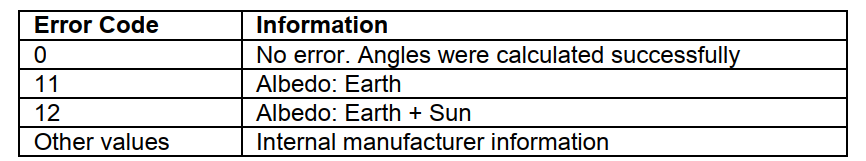 Error Code Information
0 No error. Angles were calculated successfully
11 Albedo: Earth
12 Albedo: Earth + Sun
Other values Internal manufacturer information